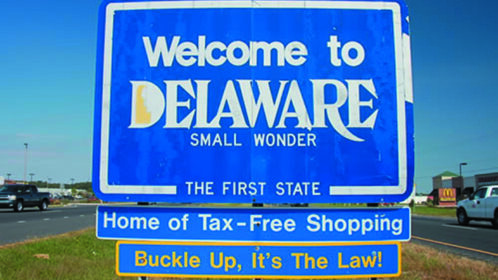 Welcome to
DELAWARE
SMALL WONDER
THE FIRST STATE
Home of Tax-Free Shopping
Buckle Up, It's The Law!